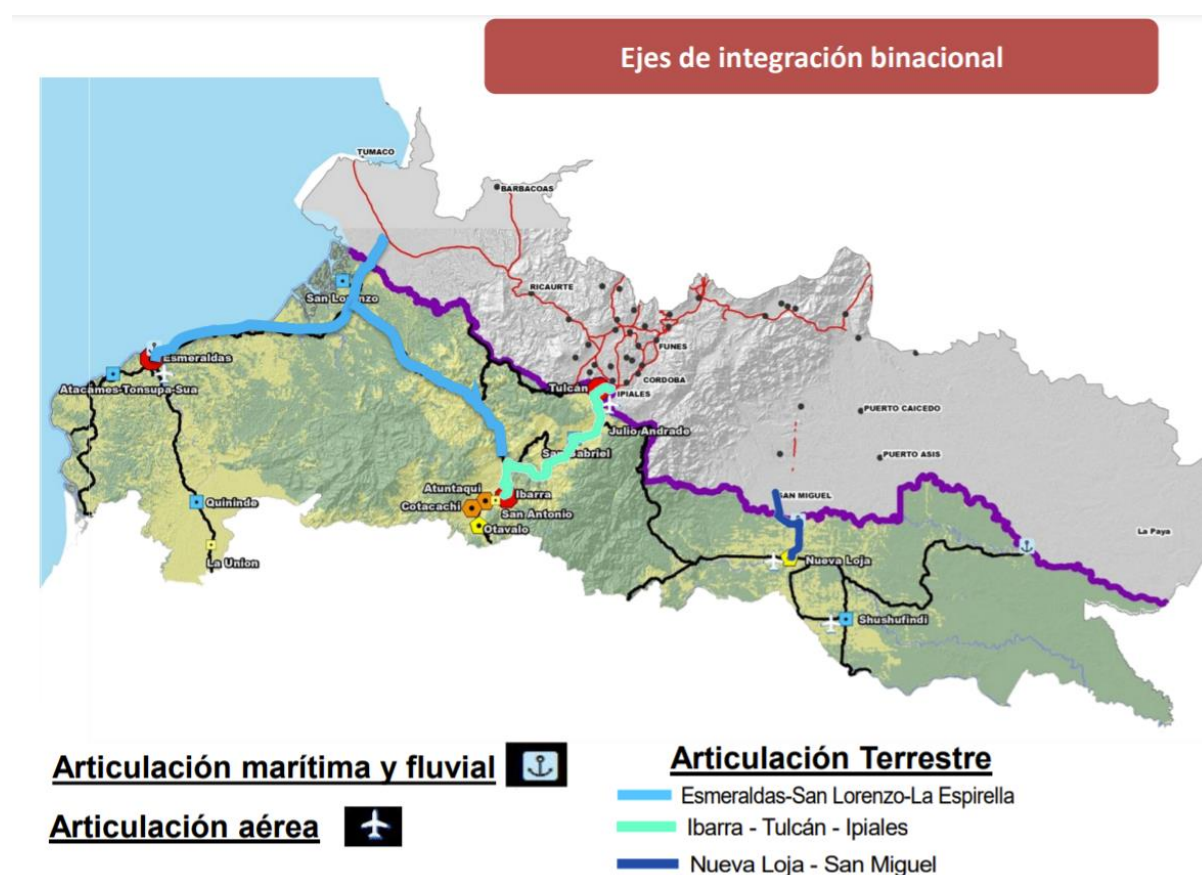 Ejes de integración binacional
TUMACO
BARBACOAS
San Lorenzo
RICAURTE
FUNES
Esmeraldas
Atacames-Tonsupa-Sua
Tulcán
CORDOBA
IPIALES
PUERTO CAICEDO
Julio Andrade
San Gabriel
PUERTO ASIS
Atuntaqui
Ibarra
SAN MIGUEL
Quininde
Cotacachi
San Antonio
Otavalo
La Paya
La Union
Nueva Loja
Shushufindi
Articulación marítima y fluvial
Articulación aérea
Articulación Terrestre
Esmeraldas-San Lorenzo-La Espirella
Ibarra - Tulcán - Ipiales
Nueva Loja - San Miguel